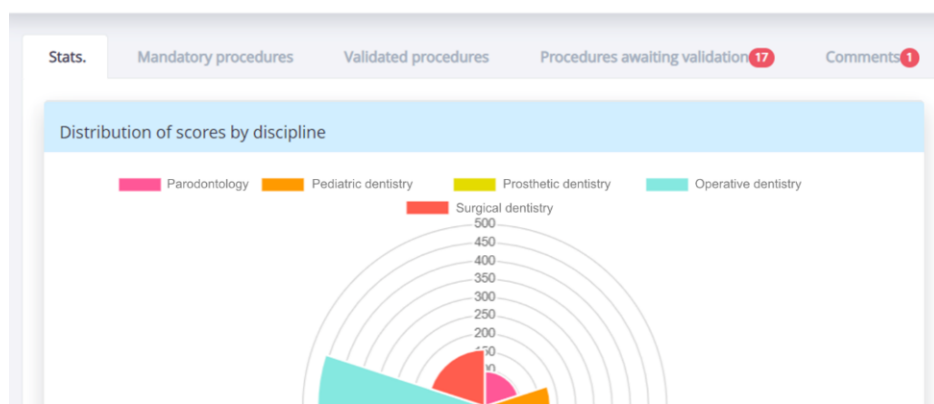 Stats. Mandatory procedures Validated procedures Procedures awaiting validation 17 Comments 1
Distribution of scores by discipline
Parodontology Pediatric dentistry Prosthetic dentistry Operative dentistry
Surgical dentistry
500
450
400
350
300
250
200